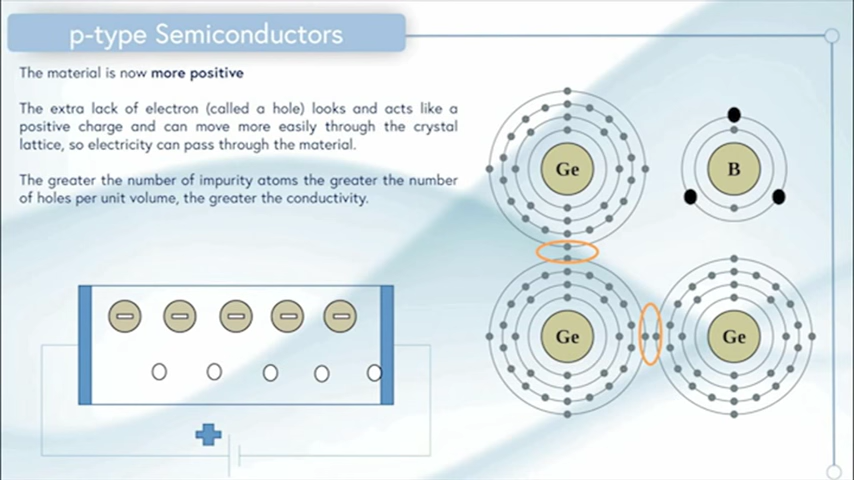 p-type Semiconductors
The material is now more positive
The extra lack of electron (called a hole) looks and acts like a
positive charge and can move more easily through the crystal
lattice, so electricity can pass through the material.
The greater the number of impurity atoms the greater the number
of holes per unit volume, the greater the conductivity.
Ge
B
Ge
Ge